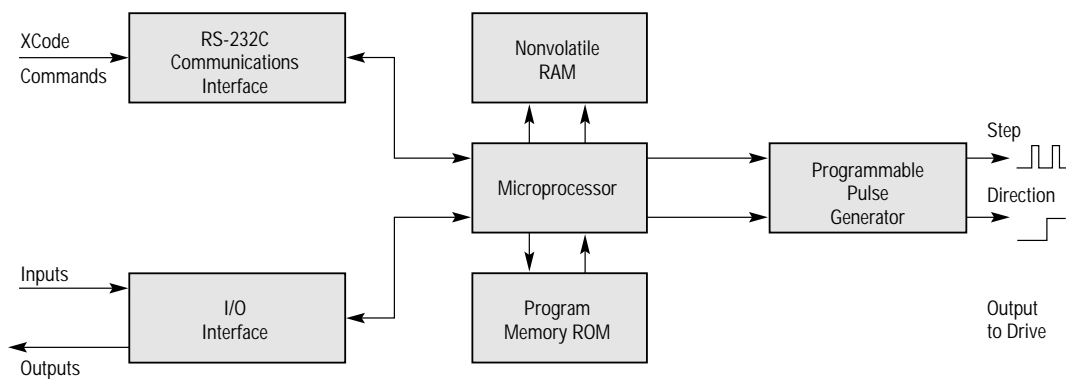 XCode
Commands
RS-232C
Communications
Interface
Nonvolatile
RAM
Microprocessor
Programmable
Pulse
Generator
Step
Direction
Inputs
Outputs
I/O
Interface
Program
Memory ROM
Output
to Drive